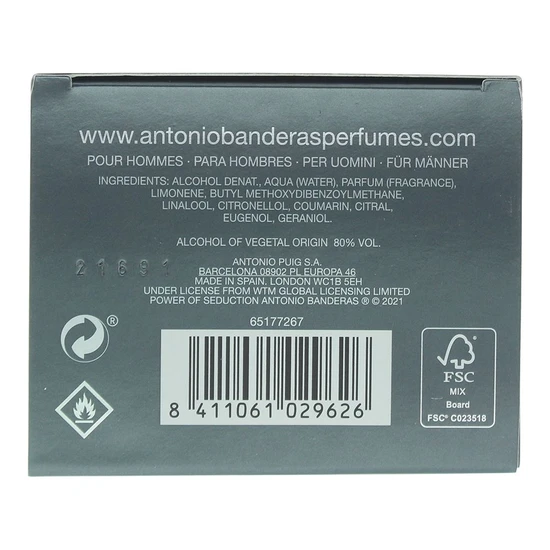 www.antoniobanderasperfumes.com
POUR HOMMES · PARA HOMBRES · PER UOMINI · FÜR MÄNNER
INGREDIENTS: ALCOHOL DENAT., AQUA (WATER), PARFUM (FRAGRANCE),
LIMONENE, BUTYL METHOXYDIBENZOYLMETHANE,
LINALOOL, CITRONELLOL, COUMARIN, CITRAL,
EUGENOL, GERANIOL.
ALCOHOL OF VEGETAL ORIGIN 80% VOL.
21691
ANTONIO PUIG S.A.
BARCELONA 08902 PL EUROPA 46
MADE IN SPAIN. LONDON WC1B 5EH
UNDER LICENSE FROM WTM GLOBAL LICENSING LIMITED
POWER OF SEDUCTION ANTONIO BANDERAS ® © 2021
65177267
®
8 411061 029626
FSC
MIX
Board
FSC® C023518